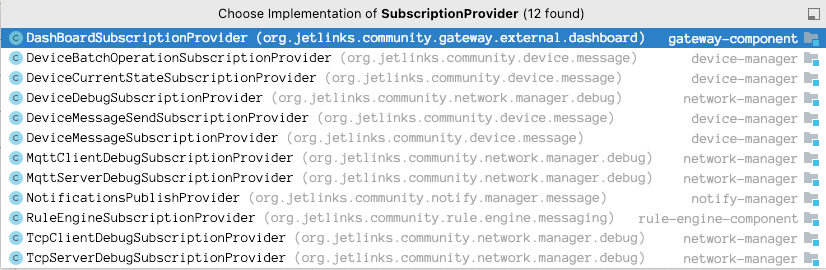 Choose Implementation of SubscriptionProvider (12 found)
C DashBoardSubscriptionProvider (org.jetlinks.community.gateway.external.dashboard) gateway-component
C DeviceBatchOperationSubscriptionProvider (org.jetlinks.community.device.message) device-manager
C DeviceCurrentStateSubscriptionProvider (org.jetlinks.community.device.message) device-manager
C DeviceDebugSubscriptionProvider (org.jetlinks.community.network.manager.debug) network-manager
C DeviceMessageSendSubscriptionProvider (org.jetlinks.community.device.message) device-manager
C DeviceMessageSubscriptionProvider (org.jetlinks.community.device.message) device-manager
C MqttClientDebugSubscriptionProvider (org.jetlinks.community.network.manager.debug) network-manager
C MqttServerDebugSubscriptionProvider (org.jetlinks.community.network.manager.debug) network-manager
C NotificationsPublishProvider (org.jetlinks.community.notify.manager.message) notify-manager
C RuleEngineSubscriptionProvider (org.jetlinks.community.rule.engine.messaging) rule-engine-component
C TcpClientDebugSubscriptionProvider (org.jetlinks.community.network.manager.debug) network-manager
C TcpServerDebugSubscriptionProvider (org.jetlinks.community.network.manager.debug) network-manager